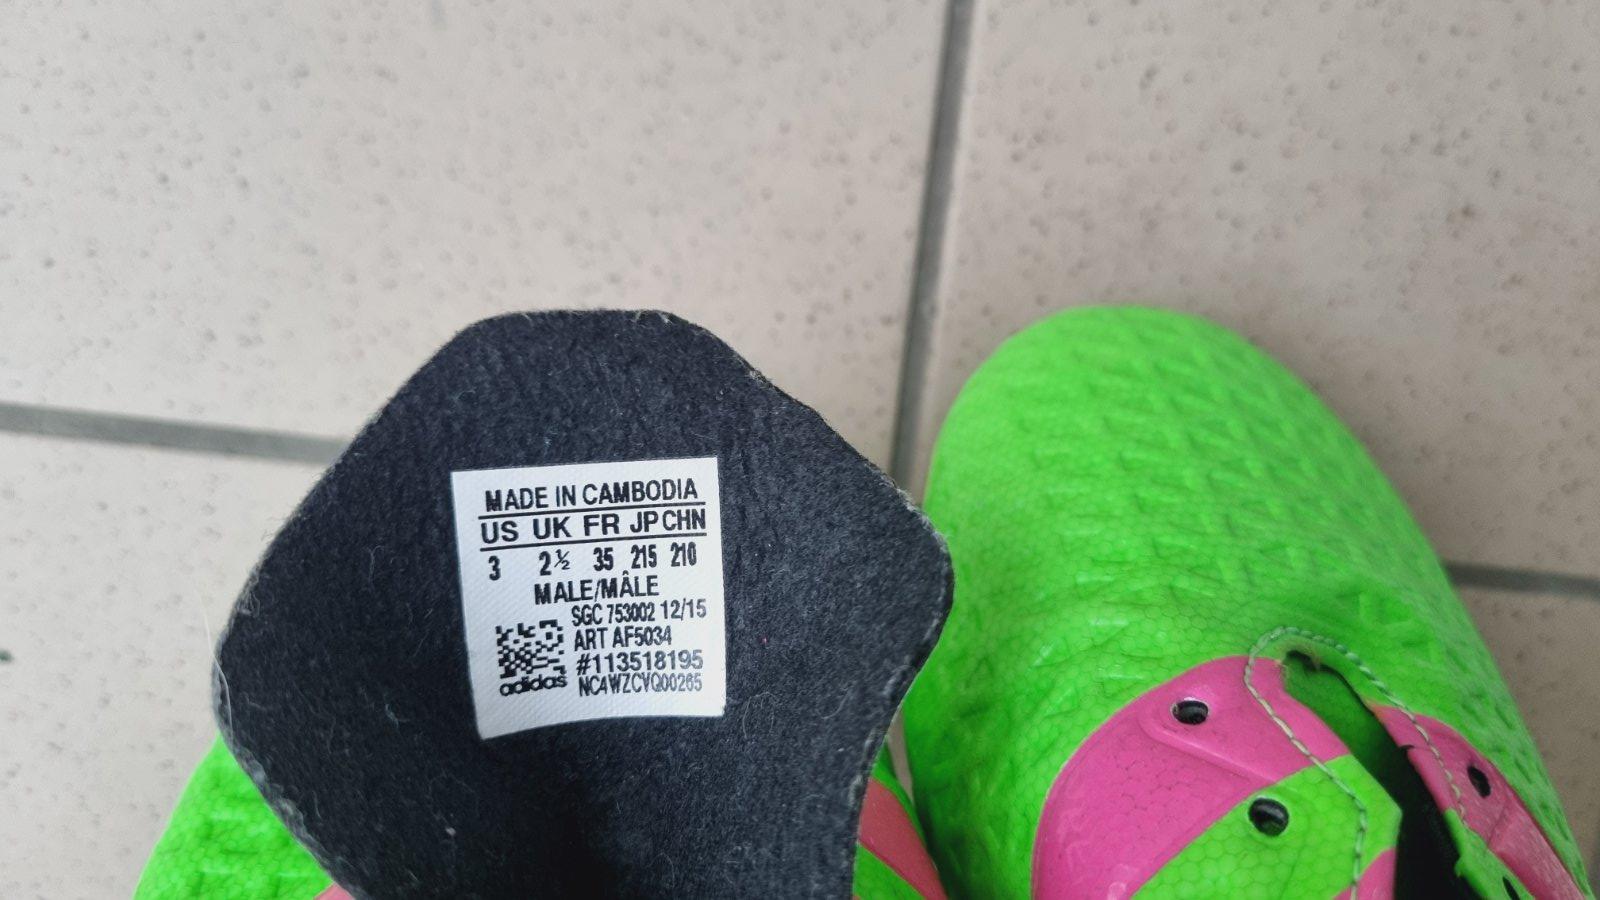 MADE IN CAMBODIA
US UK FR JP CHN
3 2½ 35 215 210
MALE/MÂLE
SGC 753002 12/15
ART AF5034
#113518195
adidas NC4WZCVQ00265